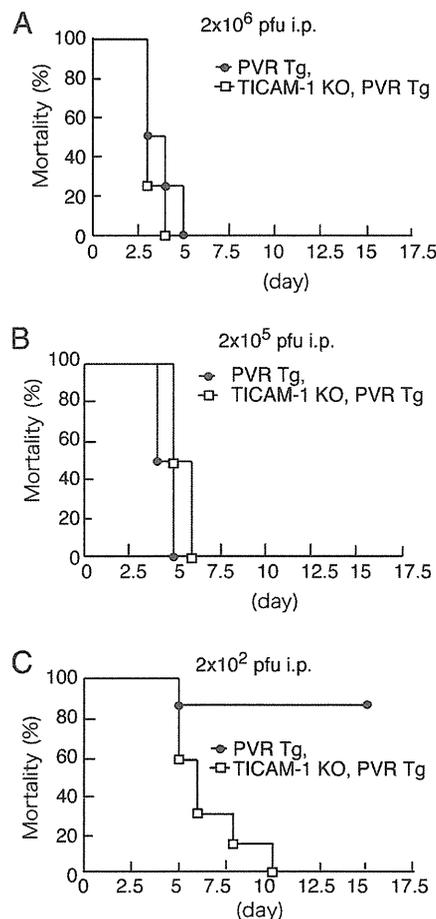 A
2x10⁶ pfu i.p.
PVR Tg,
TICAM-1 KO, PVR Tg
Mortality (%)
100
80
60
40
20
0
0 2.5 5 7.5 10 12.5 15 17.5
(day)
B
2x10⁵ pfu i.p.
PVR Tg,
TICAM-1 KO, PVR Tg
Mortality (%)
100
80
60
40
20
0
0 2.5 5 7.5 10 12.5 15 17.5
(day)
C
2x10² pfu i.p.
PVR Tg,
TICAM-1 KO, PVR Tg
Mortality (%)
100
80
60
40
20
0
0 2.5 5 7.5 10 12.5 15 17.5
(day)